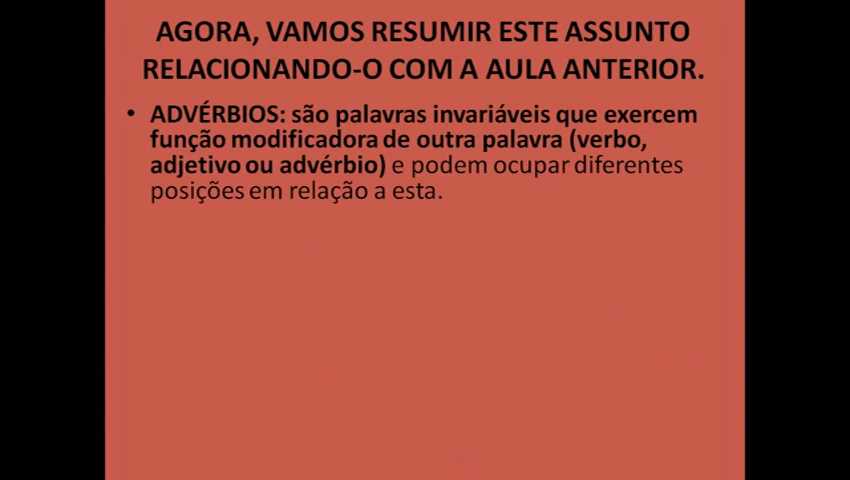 AGORA, VAMOS RESUMIR ESTE ASSUNTO
RELACIONANDO-O COM A AULA ANTERIOR.
• ADVÉRBIOS: são palavras invariáveis que exercem
função modificadora de outra palavra (verbo,
adjetivo ou advérbio) e podem ocupar diferentes
posições em relação a esta.